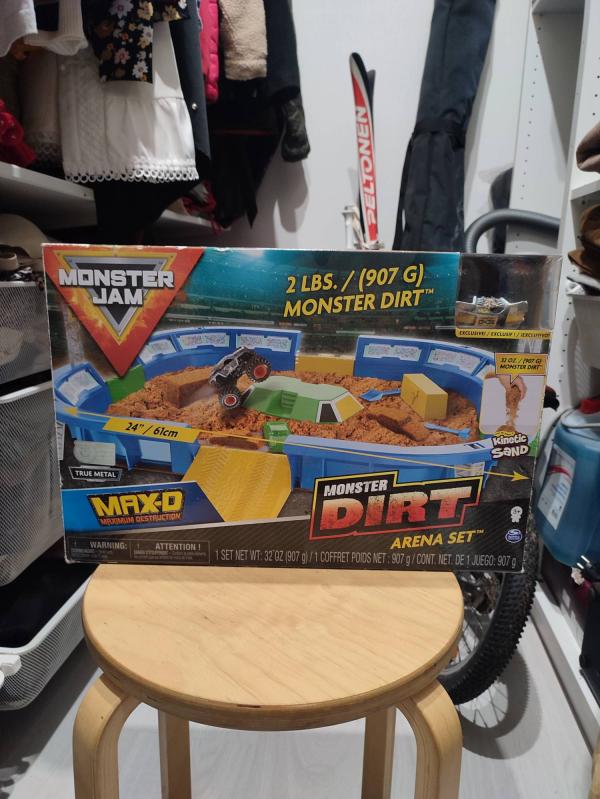 PELTONEN
MONSTER
JAM
2 LBS. / (907 G)
MONSTER DIRT™
EXCLUSIVE! / EXCLUSIF! / ¡EXCLUSIVO!
32 OZ. / (907 G)
MONSTER DIRT™
24" / 61cm
Kinetic
SAND
TRUE METAL
MAX-D
MAXIMUM DESTRUCTION
MONSTER
DIRT
ARENA SET™
3+
WARNING:
ATTENTION !
1 SET NET WT: 32 OZ (907 g) / 1 COFFRET POIDS NET : 907 g / CONT. NET. DE 1 JUEGO: 907 g